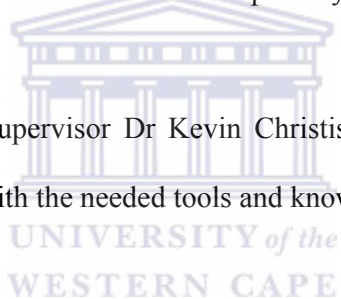 upervisor Dr Kevin Christis
ith the needed tools and know
UNIVERSITY of the
WESTERN CAPE